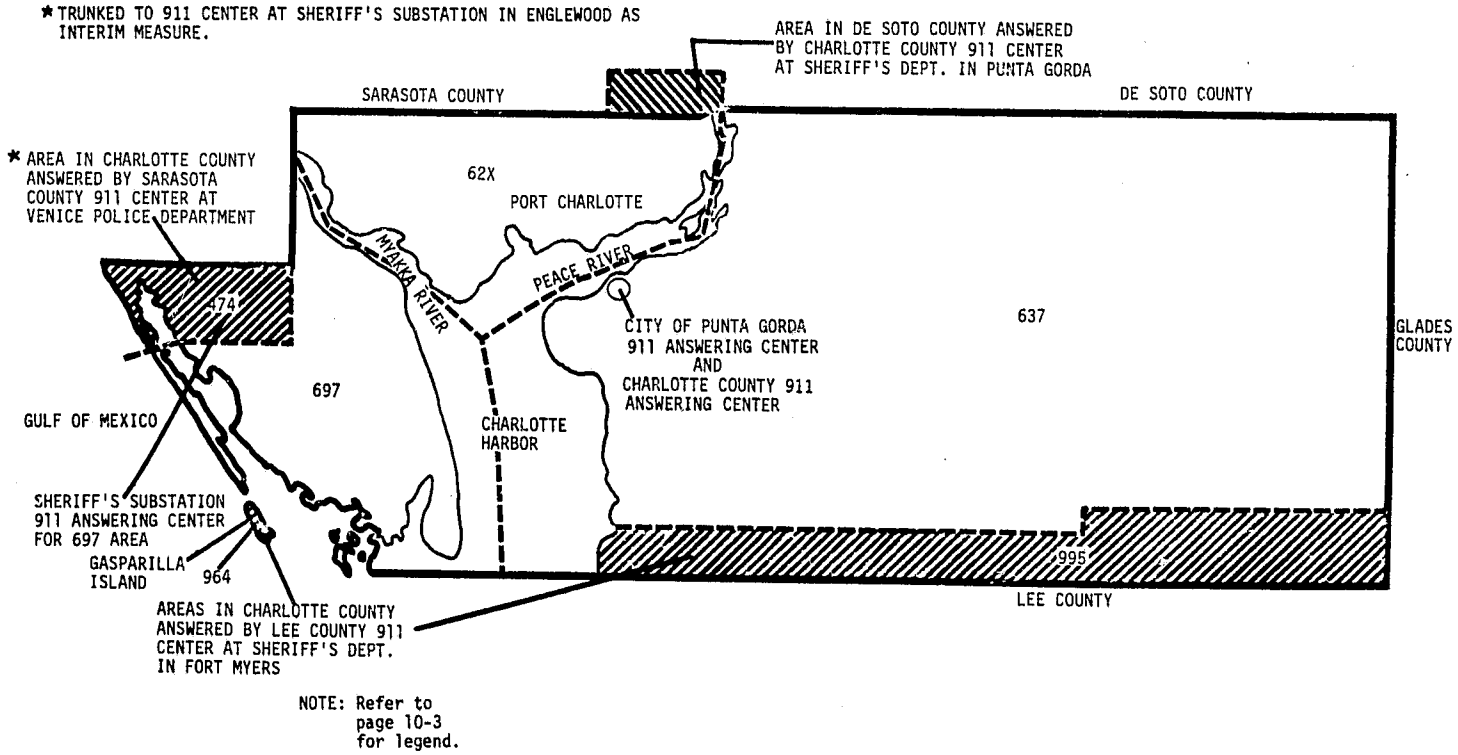 * TRUNKED TO 911 CENTER AT SHERIFF'S SUBSTATION IN ENGLEWOOD AS
INTERIM MEASURE.
AREA IN DE SOTO COUNTY ANSWERED
BY CHARLOTTE COUNTY 911 CENTER
AT SHERIFF'S DEPT. IN PUNTA GORDA
SARASOTA COUNTY
DE SOTO COUNTY
* AREA IN CHARLOTTE COUNTY
ANSWERED BY SARASOTA
COUNTY 911 CENTER AT
VENICE POLICE DEPARTMENT
62X
PORT CHARLOTTE
MYAKKA RIVER
PEACE RIVER
474
637
GLADES
COUNTY
CITY OF PUNTA GORDA
911 ANSWERING CENTER
AND
CHARLOTTE COUNTY 911
ANSWERING CENTER
697
GULF OF MEXICO
CHARLOTTE
HARBOR
SHERIFF'S SUBSTATION
911 ANSWERING CENTER
FOR 697 AREA
GASPARILLA
ISLAND
964
995
LEE COUNTY
AREAS IN CHARLOTTE COUNTY
ANSWERED BY LEE COUNTY 911
CENTER AT SHERIFF'S DEPT.
IN FORT MYERS
NOTE: Refer to
page 10-3
for legend.